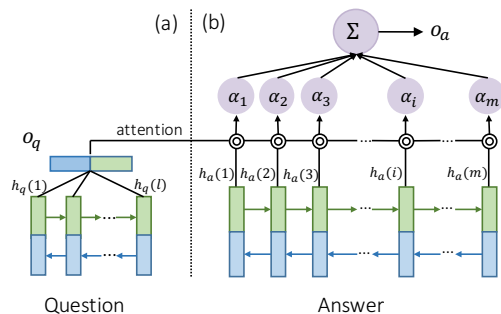 (a) (b) Σ o_a
α_1 α_2 α_3 α_i α_m
o_q attention ... ...
h_q(1) h_q(l) h_a(1) h_a(2) h_a(3) h_a(i) h_a(m)
... ... ...
... ... ...
Question Answer